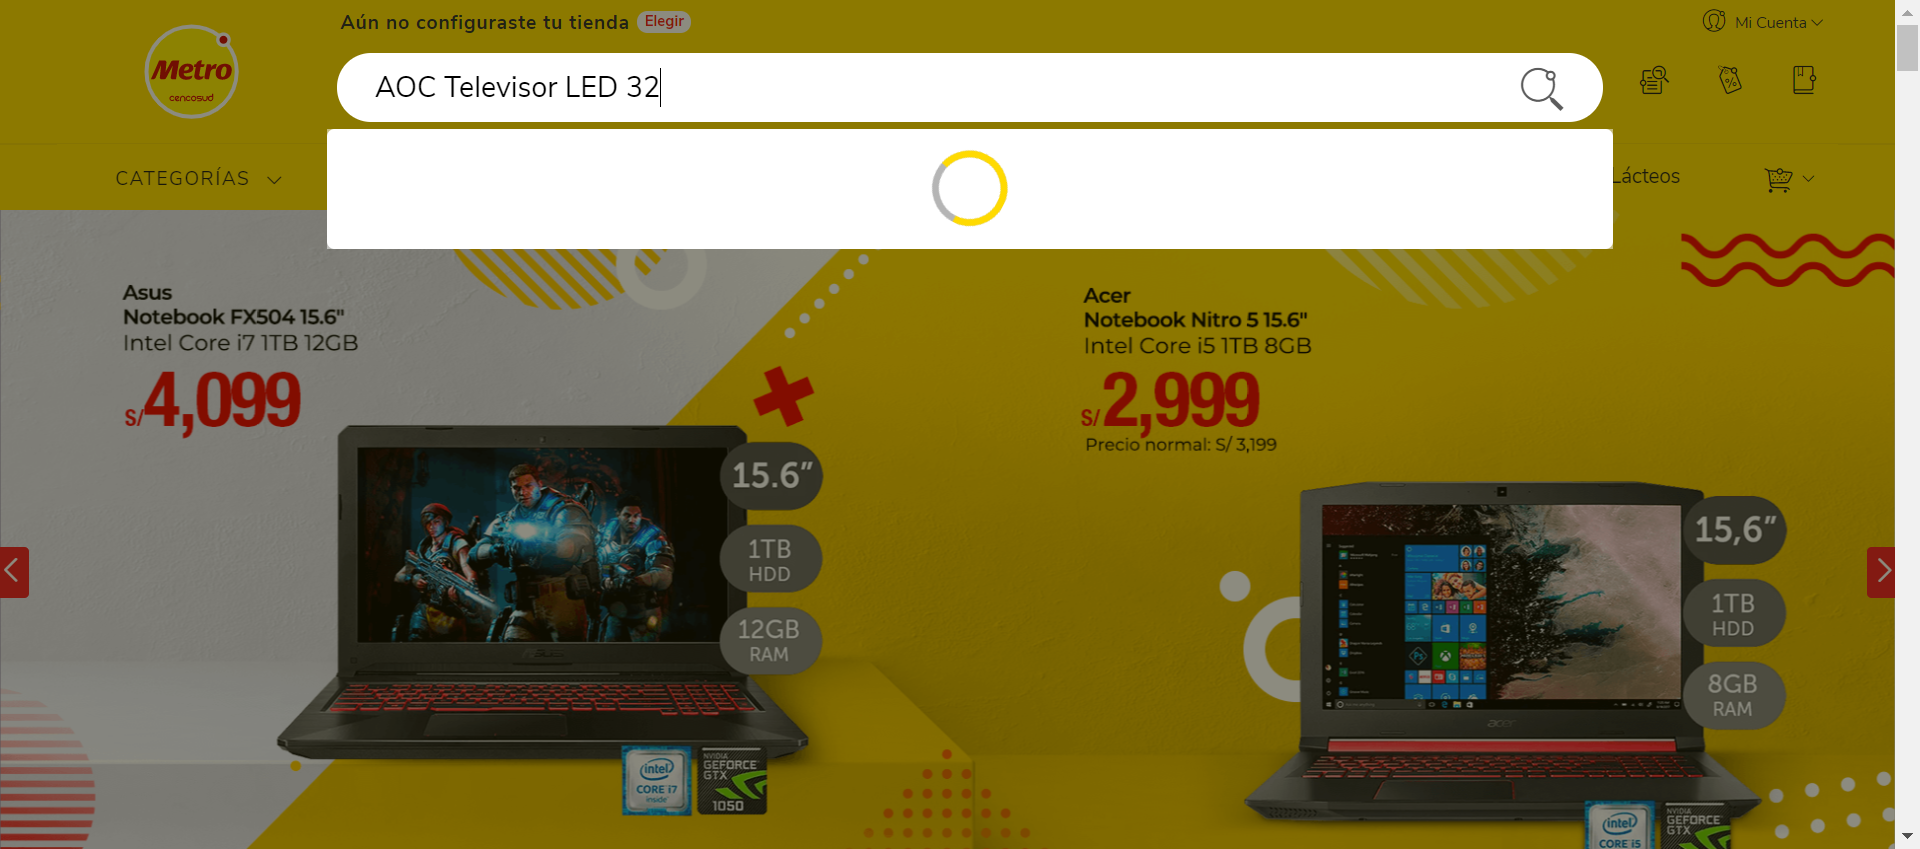 Aún no configuraste tu tienda Elegir
Mi Cuenta
Metro
cencosud
AOC Televisor LED 32
CATEGORÍAS
Lácteos
Asus
Notebook FX504 15.6"
Intel Core i7 1TB 12GB
S/4,099
15.6”
1TB
HDD
12GB
RAM
ASUS
intel
CORE i7
inside
NVIDIA
GEFORCE
GTX
1050
Acer
Notebook Nitro 5 15.6"
Intel Core i5 1TB 8GB
S/2,999
Precio normal: S/ 3,199
15,6”
1TB
HDD
8GB
RAM
acer
intel
CORE i5
NVIDIA
GEFORCE
GTX